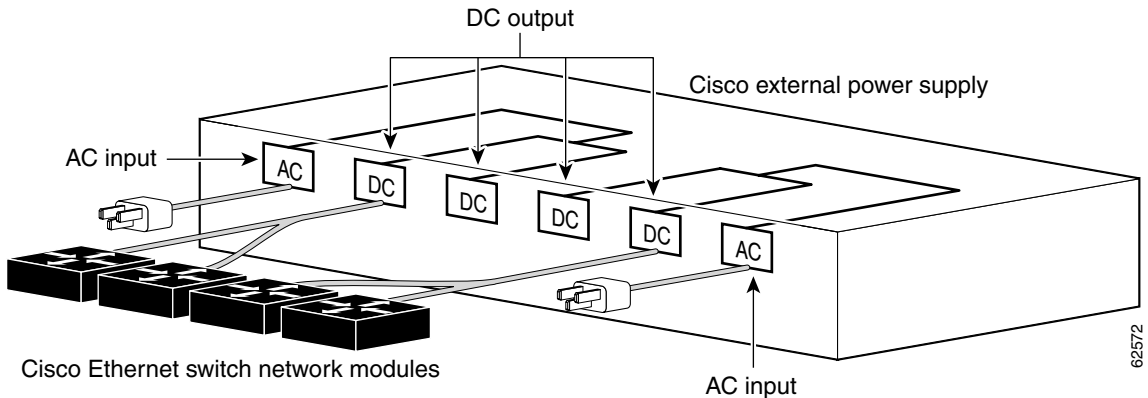 DC output
Cisco external power supply
AC input
AC
DC
DC
DC
DC
AC
Cisco Ethernet switch network modules
AC input
62572